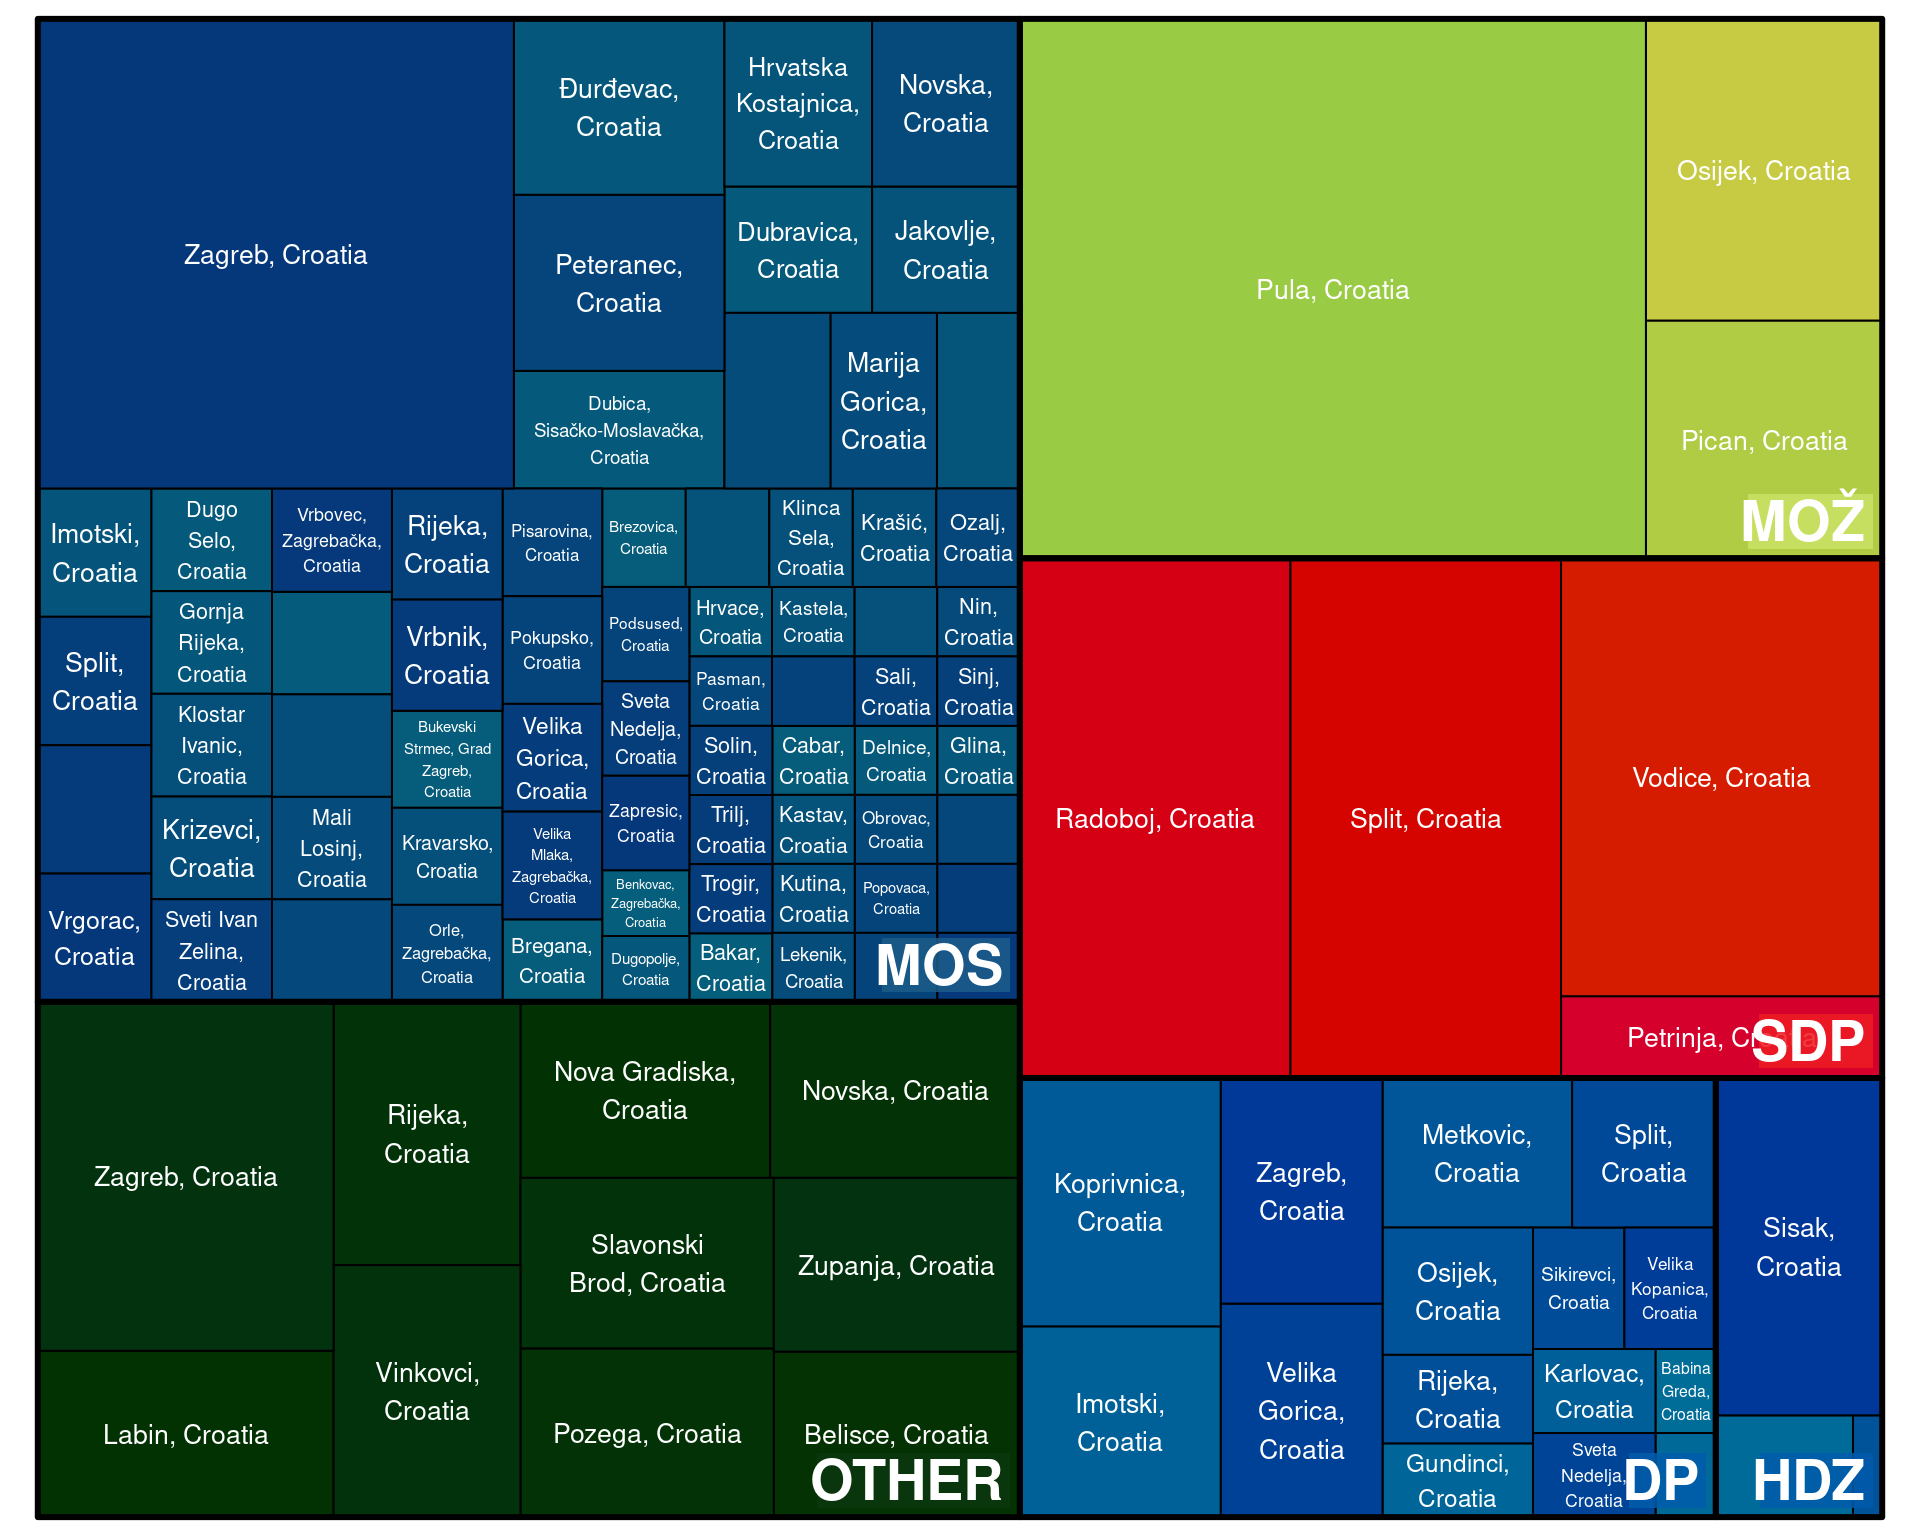 Zagreb, Croatia
Đurđevac,
Croatia
Peteranec,
Croatia
Dubica,
Sisačko-Moslavačka,
Croatia
Hrvatska
Kostajnica,
Croatia
Novska,
Croatia
Dubravica,
Croatia
Jakovlje,
Croatia
Marija
Gorica,
Croatia
Imotski,
Croatia
Split,
Croatia
Vrgorac,
Croatia
Dugo
Selo,
Croatia
Gornja
Rijeka,
Croatia
Klostar
Ivanic,
Croatia
Krizevci,
Croatia
Sveti Ivan
Zelina,
Croatia
Vrbovec,
Zagrebačka,
Croatia
Mali
Losinj,
Croatia
Rijeka,
Croatia
Vrbnik,
Croatia
Bukevski
Strmec, Grad
Zagreb,
Croatia
Kravarsko,
Croatia
Orle,
Zagrebačka,
Croatia
Pisarovina,
Croatia
Pokupsko,
Croatia
Velika
Gorica,
Croatia
Velika
Mlaka,
Zagrebačka,
Croatia
Bregana,
Croatia
Brezovica,
Croatia
Podsused,
Croatia
Sveta
Nedelja,
Croatia
Zapresic,
Croatia
Benkovac,
Zagrebačka,
Croatia
Dugopolje,
Croatia
Klinca
Sela,
Croatia
Krašić,
Croatia
Ozalj,
Croatia
Hrvace,
Croatia
Kastela,
Croatia
Nin,
Croatia
Pasman,
Croatia
Sali,
Croatia
Sinj,
Croatia
Solin,
Croatia
Cabar,
Croatia
Delnice,
Croatia
Glina,
Croatia
Trilj,
Croatia
Kastav,
Croatia
Obrovac,
Croatia
Trogir,
Croatia
Kutina,
Croatia
Popovaca,
Croatia
Bakar,
Croatia
Lekenik,
Croatia
MOS
Pula, Croatia
Osijek, Croatia
Pican, Croatia
MOŽ
Radoboj, Croatia
Split, Croatia
Vodice, Croatia
Petrinja, Croatia
SDP
Zagreb, Croatia
Labin, Croatia
Rijeka,
Croatia
Vinkovci,
Croatia
Nova Gradiska,
Croatia
Novska, Croatia
Slavonski
Brod, Croatia
Zupanja, Croatia
Pozega, Croatia
Belisce, Croatia
OTHER
Koprivnica,
Croatia
Imotski,
Croatia
Zagreb,
Croatia
Velika
Gorica,
Croatia
Metkovic,
Croatia
Split,
Croatia
Osijek,
Croatia
Sikirevci,
Croatia
Velika
Kopanica,
Croatia
Rijeka,
Croatia
Karlovac,
Croatia
Babina
Greda,
Croatia
Gundinci,
Croatia
Sveta
Nedelja,
Croatia
DP
Sisak,
Croatia
HDZ